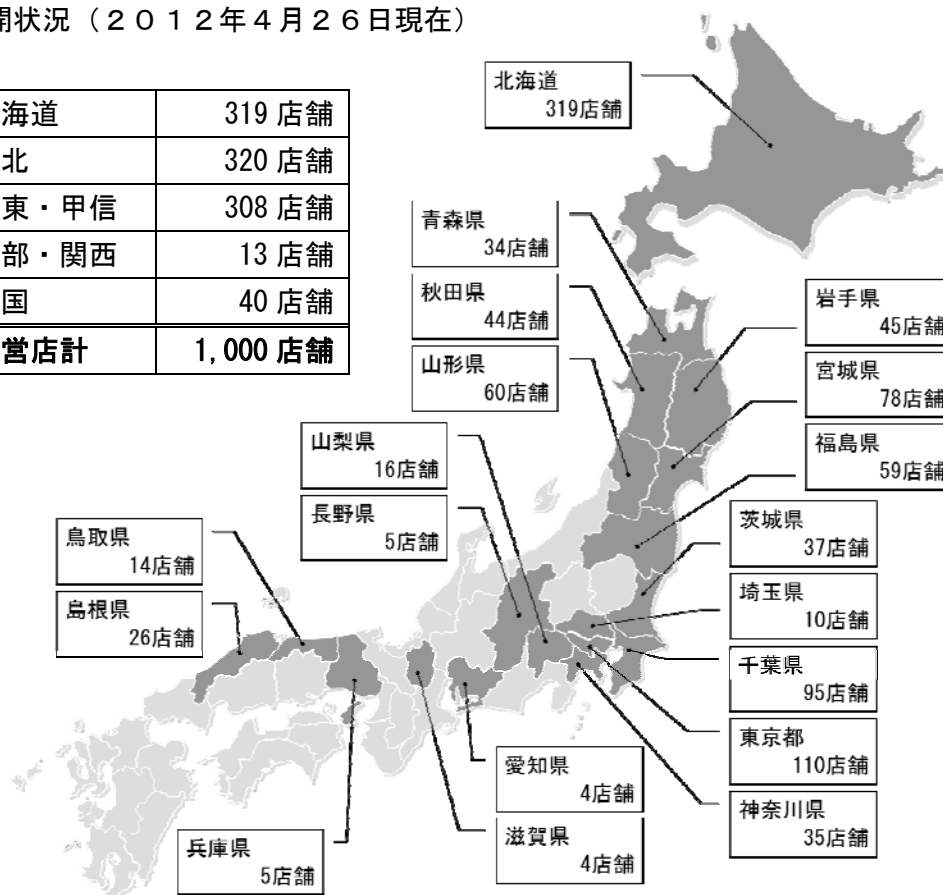 開状況（２０１２年４月２６日現在）
海道 319 店舗
北 320 店舗
東・甲信 308 店舗
部・関西 13 店舗
国 40 店舗
営店計 1,000 店舗
北海道
319店舗
青森県
34店舗
秋田県
44店舗
山形県
60店舗
岩手県
45店舗
宮城県
78店舗
福島県
59店舗
山梨県
16店舗
長野県
5店舗
茨城県
37店舗
埼玉県
10店舗
千葉県
95店舗
東京都
110店舗
神奈川県
35店舗
鳥取県
14店舗
島根県
26店舗
愛知県
4店舗
滋賀県
4店舗
兵庫県
5店舗